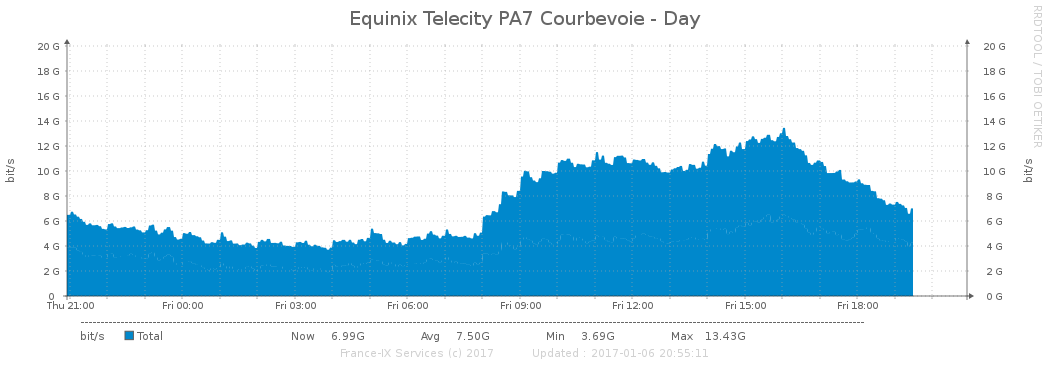 Equinix Telecity PA7 Courbevoie - Day
RRDTOOL / TOBI OETIKER
bit/s
bit/s
20 G 20 G
18 G 18 G
16 G 16 G
14 G 14 G
12 G 12 G
10 G 10 G
8 G 8 G
6 G 6 G
4 G 4 G
2 G 2 G
0 0 G
Thu 21:00 Fri 00:00 Fri 03:00 Fri 06:00 Fri 09:00 Fri 12:00 Fri 15:00 Fri 18:00
bit/s Total Now 6.99G Avg 7.50G Min 3.69G Max 13.43G
France-IX Services (c) 2017 Updated : 2017-01-06 20:55:11